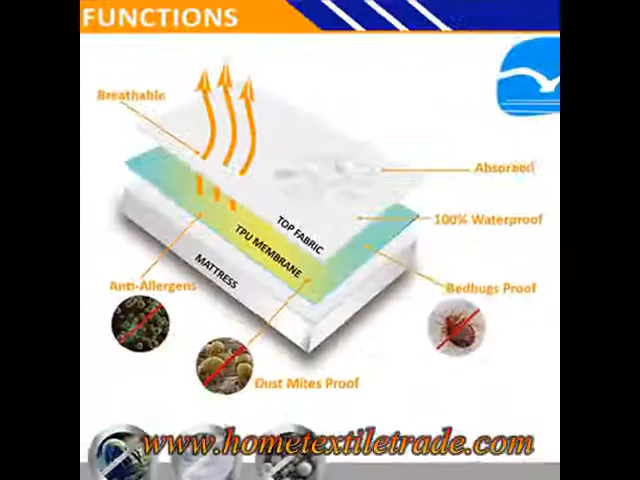 FUNCTIONS
Breathable
Absorbed
100% Waterproof
TOP FABRIC
TPU MEMBRANE
MATTRESS
Anti-Allergens
Bedbugs Proof
Dust Mites Proof
www.hometextiletrade.com